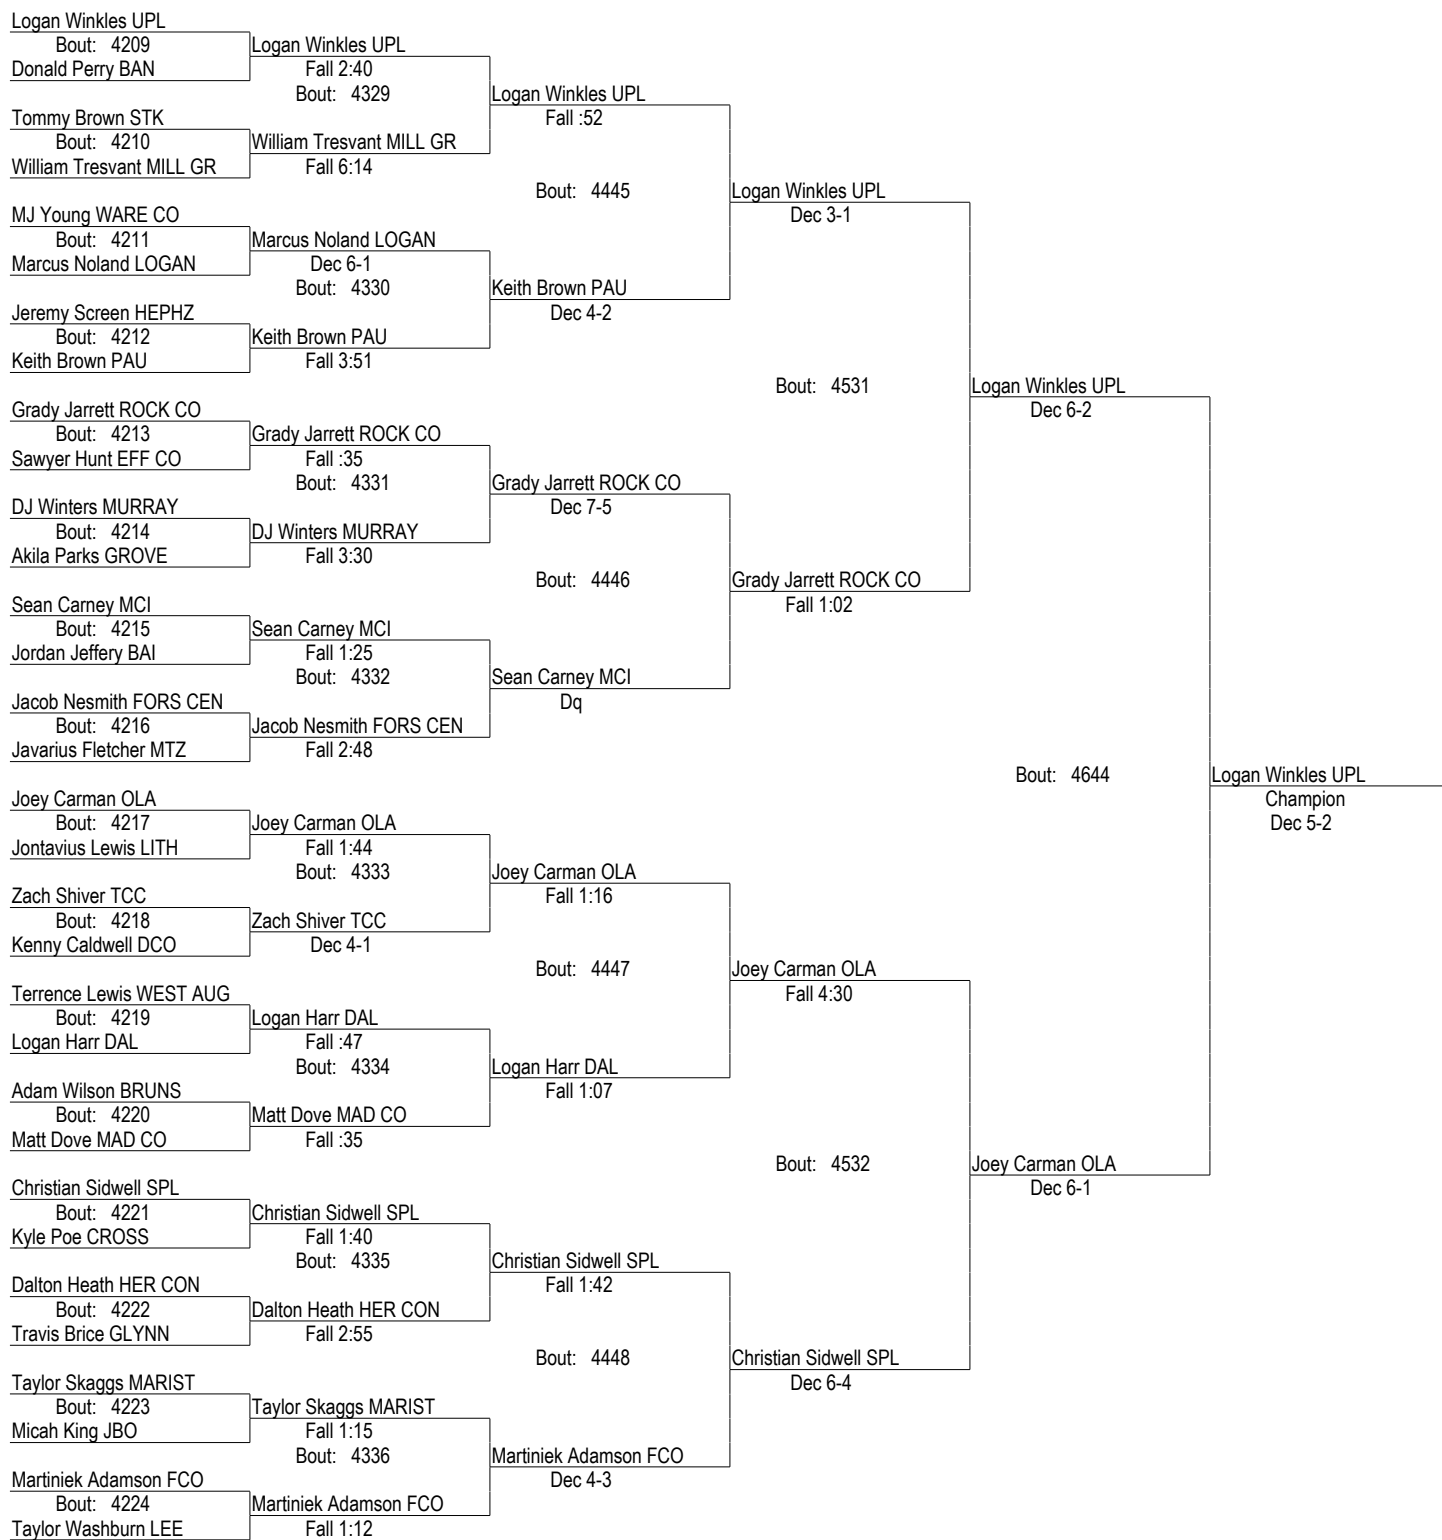 Logan Winkles UPL
Bout: 4209
Donald Perry BAN
Tommy Brown STK
Bout: 4210
William Tresvant MILL GR
MJ Young WARE CO
Bout: 4211
Marcus Noland LOGAN
Jeremy Screen HEPHZ
Bout: 4212
Keith Brown PAU
Grady Jarrett ROCK CO
Bout: 4213
Sawyer Hunt EFF CO
DJ Winters MURRAY
Bout: 4214
Akila Parks GROVE
Sean Carney MCI
Bout: 4215
Jordan Jeffery BAI
Jacob Nesmith FORS CEN
Bout: 4216
Javarius Fletcher MTZ
Joey Carman OLA
Bout: 4217
Jontavius Lewis LITH
Zach Shiver TCC
Bout: 4218
Kenny Caldwell DCO
Terrence Lewis WEST AUG
Bout: 4219
Logan Harr DAL
Adam Wilson BRUNS
Bout: 4220
Matt Dove MAD CO
Christian Sidwell SPL
Bout: 4221
Kyle Poe CROSS
Dalton Heath HER CON
Bout: 4222
Travis Brice GLYNN
Taylor Skaggs MARIST
Bout: 4223
Micah King JBO
Martiniek Adamson FCO
Bout: 4224
Taylor Washburn LEE
Logan Winkles UPL
Fall 2:40
Bout: 4329
William Tresvant MILL GR
Fall 6:14
Marcus Noland LOGAN
Dec 6-1
Bout: 4330
Keith Brown PAU
Fall 3:51
Grady Jarrett ROCK CO
Fall :35
Bout: 4331
DJ Winters MURRAY
Fall 3:30
Sean Carney MCI
Fall 1:25
Bout: 4332
Jacob Nesmith FORS CEN
Fall 2:48
Joey Carman OLA
Fall 1:44
Bout: 4333
Zach Shiver TCC
Dec 4-1
Logan Harr DAL
Fall :47
Bout: 4334
Matt Dove MAD CO
Fall :35
Christian Sidwell SPL
Fall 1:40
Bout: 4335
Dalton Heath HER CON
Fall 2:55
Taylor Skaggs MARIST
Fall 1:15
Bout: 4336
Martiniek Adamson FCO
Fall 1:12
Logan Winkles UPL
Fall :52
Bout: 4445
Keith Brown PAU
Dec 4-2
Grady Jarrett ROCK CO
Dec 7-5
Bout: 4446
Sean Carney MCI
Dq
Joey Carman OLA
Fall 1:16
Bout: 4447
Logan Harr DAL
Fall 1:07
Christian Sidwell SPL
Fall 1:42
Bout: 4448
Martiniek Adamson FCO
Dec 4-3
Logan Winkles UPL
Dec 3-1
Bout: 4531
Grady Jarrett ROCK CO
Fall 1:02
Joey Carman OLA
Fall 4:30
Bout: 4532
Christian Sidwell SPL
Dec 6-4
Logan Winkles UPL
Dec 6-2
Bout: 4644
Joey Carman OLA
Dec 6-1
Logan Winkles UPL
Champion
Dec 5-2